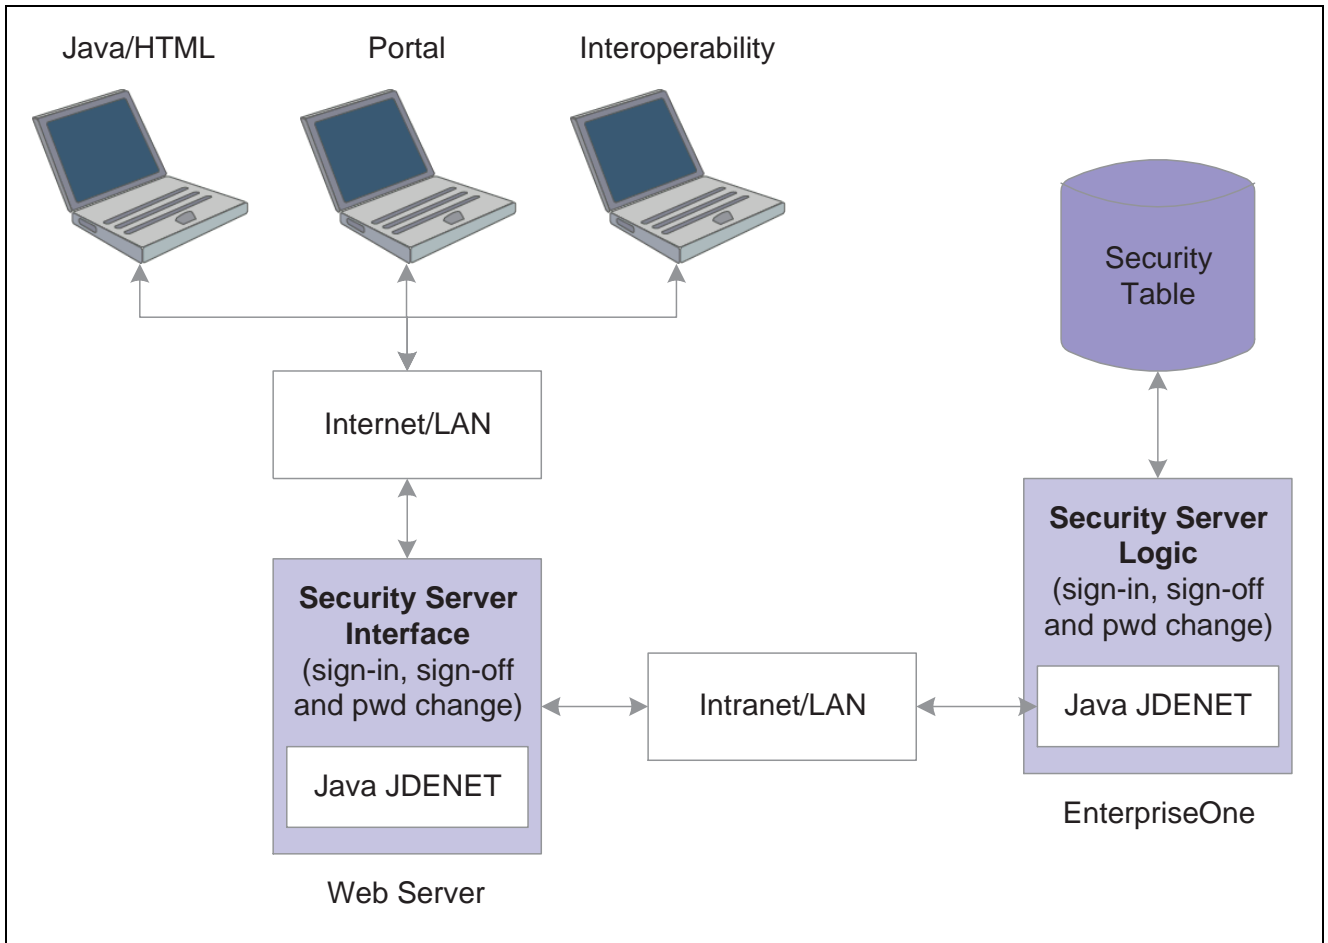 Java/HTML
Portal
Interoperability
Security
Table
Internet/LAN
Security Server
Logic
(sign-in, sign-off
and pwd change)
Java JDENET
EnterpriseOne
Security Server
Interface
(sign-in, sign-off
and pwd change)
Java JDENET
Web Server
Intranet/LAN